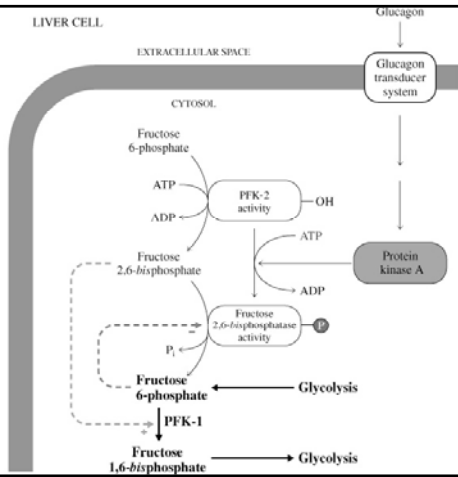 LIVER CELL
Glucagon
EXTRACELLULAR SPACE
Glucagon
transducer
system
CYTOSOL
Fructose
6-phosphate
ATP
ADP
PFK-2
activity
OH
ATP
ADP
Protein
kinase A
Fructose
2,6-bisphosphate
Fructose
2,6-bisphosphatase
activity
P
–
Pi
Fructose
6-phosphate
Glycolysis
PFK-1
+
Fructose
1,6-bisphosphate
Glycolysis